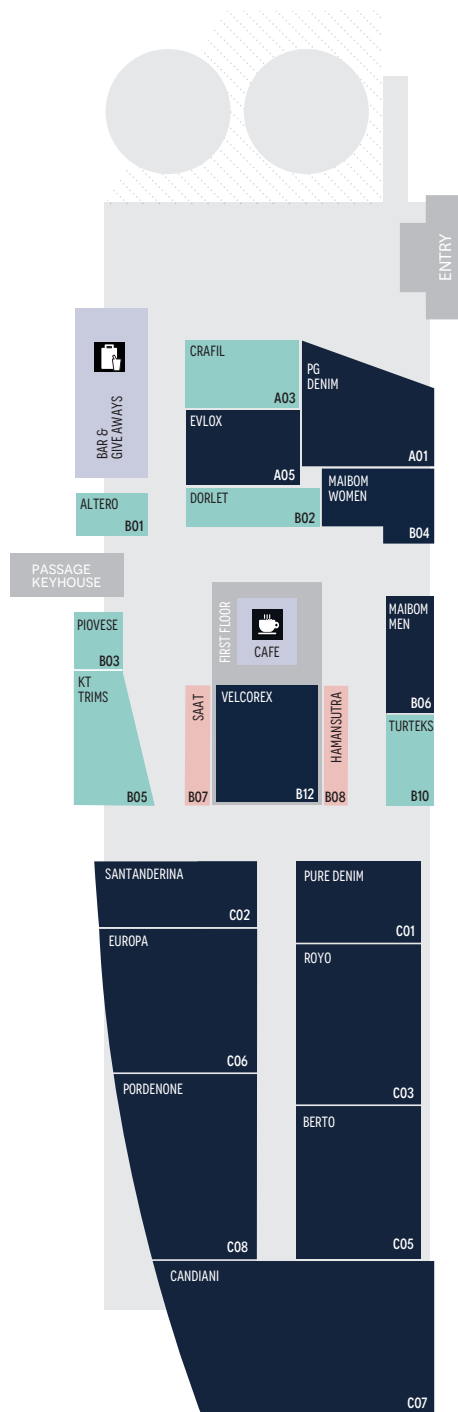 ENTRY
BAR &
GIVE AWAYS
CRAFIL
A03
PG
DENIM
A01
EVLOX
A05
DORLET
B02
MAIBOM
WOMEN
B04
ALTERO
B01
PASSAGE
KEYHOUSE
PIOVESE
B03
KT
TRIMS
B05
FIRST FLOOR
CAFE
SAAT
B07
VELCOREX
B12
HAMANSUTRA
B08
MAIBOM
MEN
B06
TURTEKS
B10
SANTANDERINA
C02
PURE DENIM
C01
EUROPA
C06
ROYO
C03
PORDENONE
C08
BERTO
C05
CANDIANI
C07